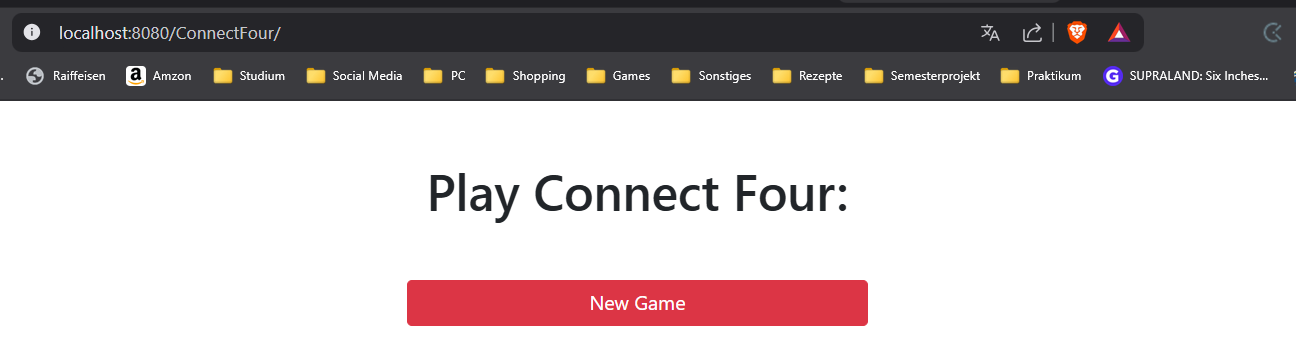 localhost:8080/ConnectFour/
Raiffeisen Amzon Studium Social Media PC Shopping Games Sonstiges Rezepte Semesterprojekt Praktikum G SUPRALAND: Six Inches...
Play Connect Four:
New Game